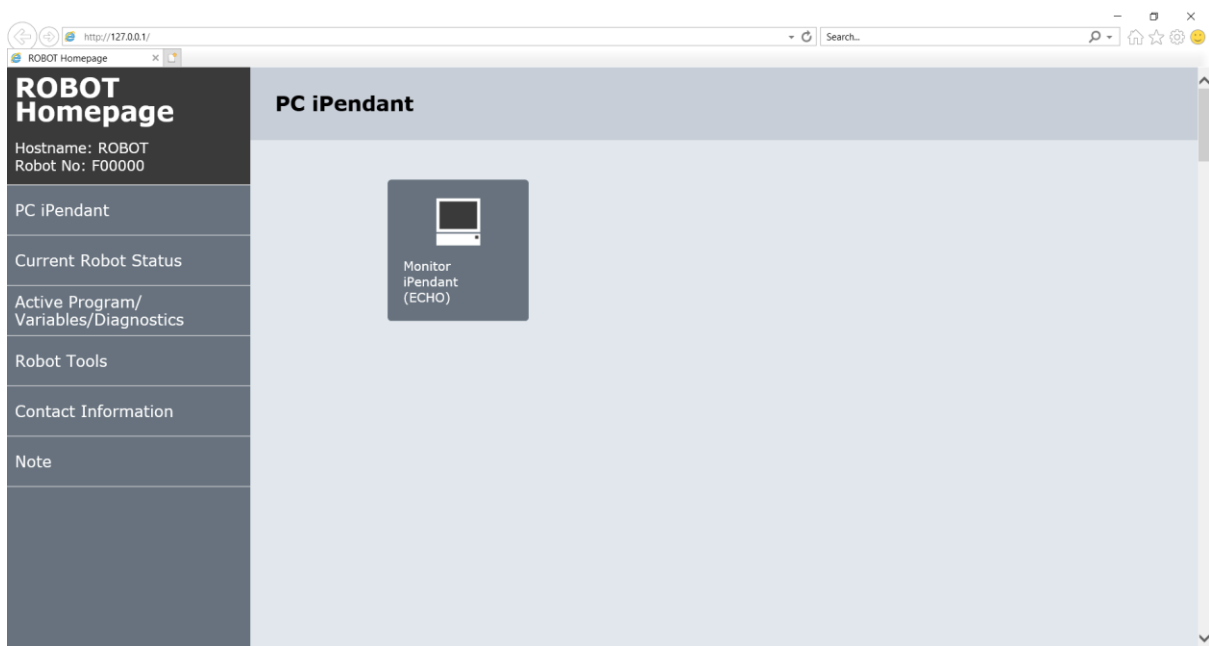 http://127.0.0.1/
Search...
ROBOT Homepage
ROBOT
Homepage
Hostname: ROBOT
Robot No: F00000
PC iPendant
Current Robot Status
Active Program/
Variables/Diagnostics
Robot Tools
Contact Information
Note
PC iPendant
Monitor
iPendant
(ECHO)